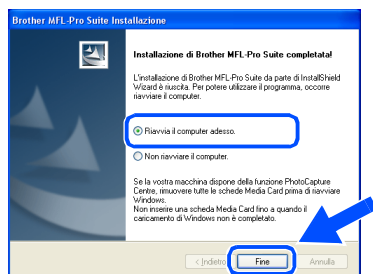 Brother MFL-Pro Suite Installazione
Installazione di Brother MFL-Pro Suite completata!
L'installazione di Brother MFL-Pro Suite da parte di InstallShield
Wizard è riuscita. Per potere utilizzare il programma, occorre
riavviare il computer.
Riavvia il computer adesso.
Non riavviare il computer.
Se la vostra macchina dispone della funzione PhotoCapture
Centre, rimuovere tutte le schede Media Card prima di riavviare
Windows.
Non inserire una scheda Media Card fino a quando il
caricamento di Windows non è completato.
< Indietro Fine Annulla